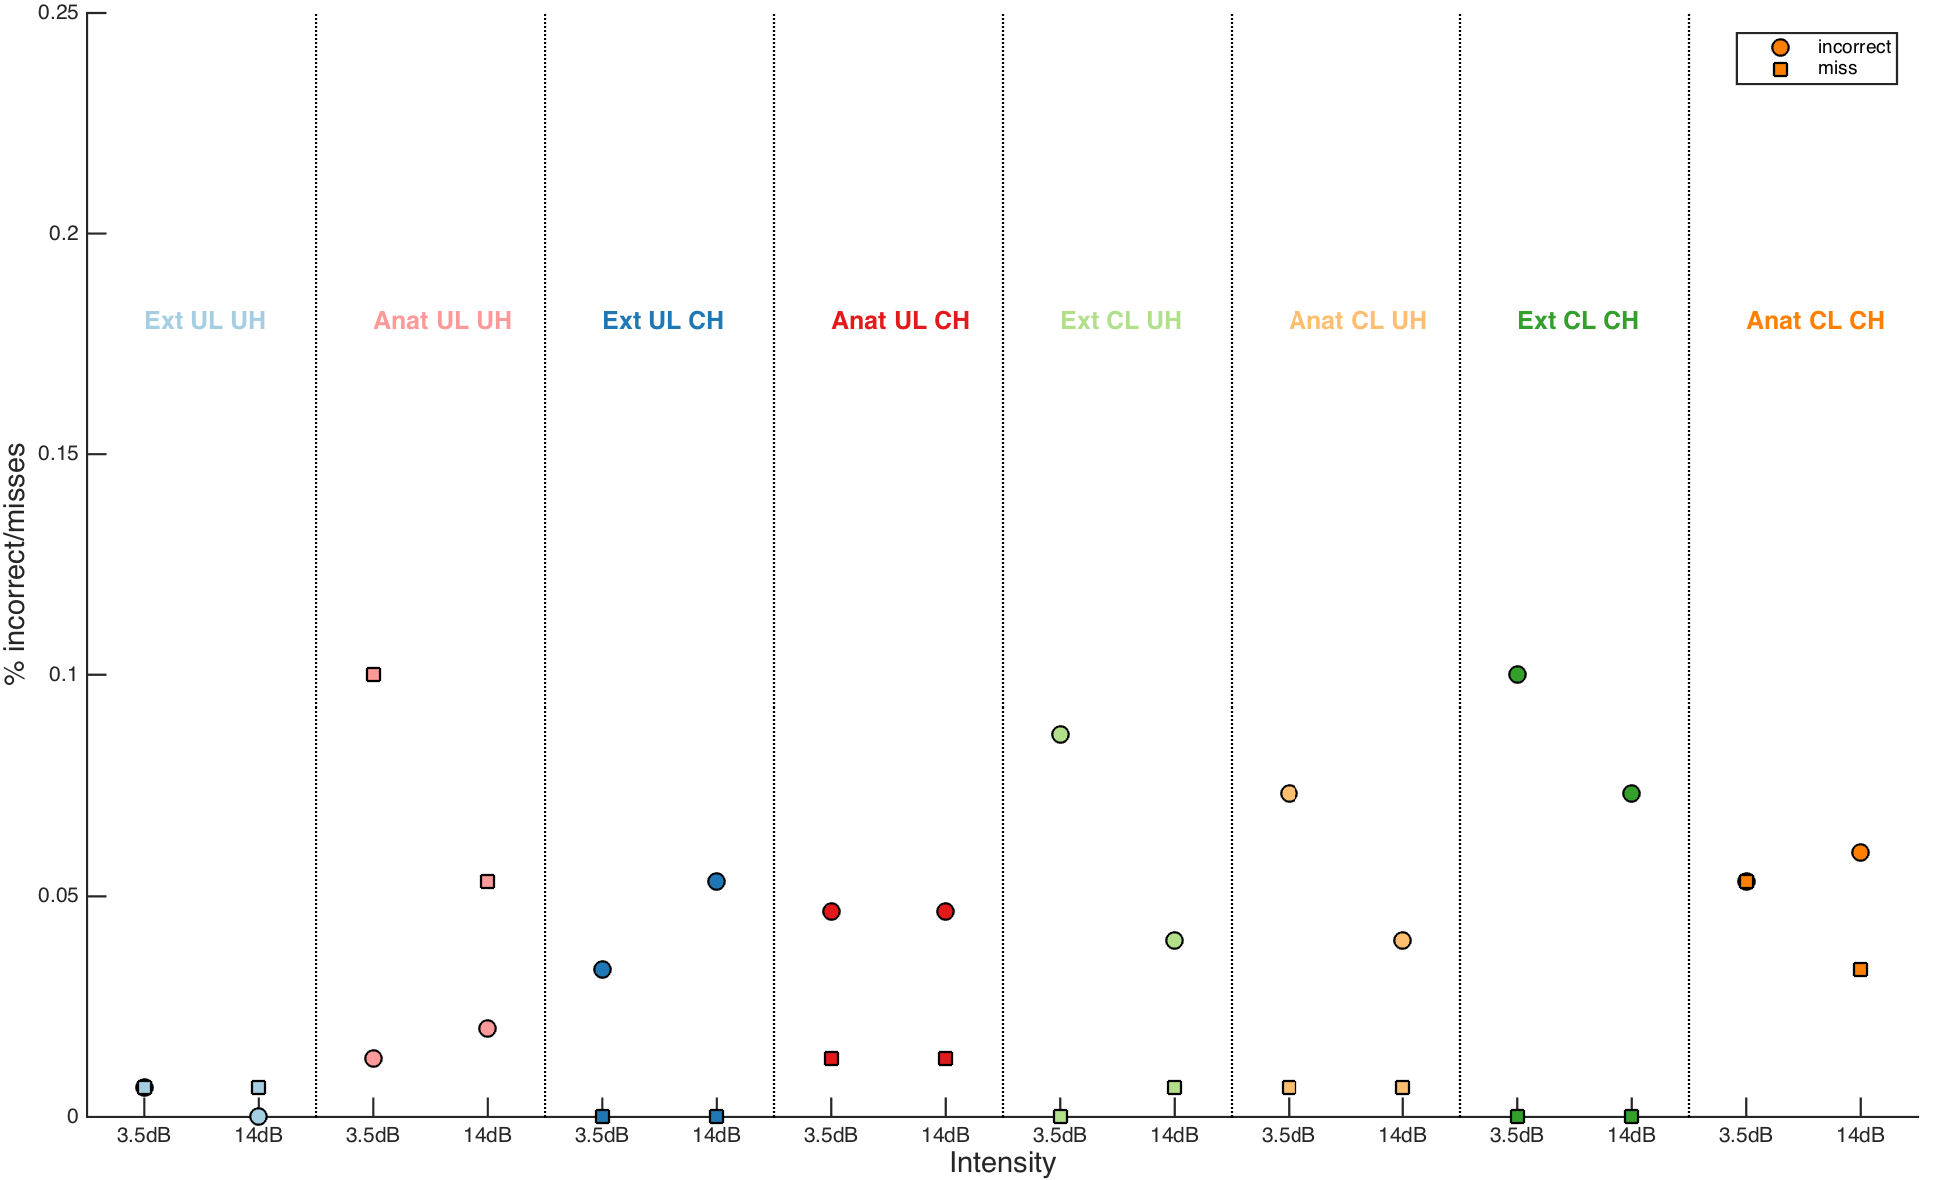 0.25
incorrect
miss
0.2
Ext UL UH Anat UL UH Ext UL CH Anat UL CH Ext CL UH Anat CL UH Ext CL CH Anat CL CH
0.15
% incorrect/misses
0.1
0.05
0
3.5dB 14dB 3.5dB 14dB 3.5dB 14dB 3.5dB 14dB 3.5dB 14dB 3.5dB 14dB 3.5dB 14dB 3.5dB 14dB
Intensity